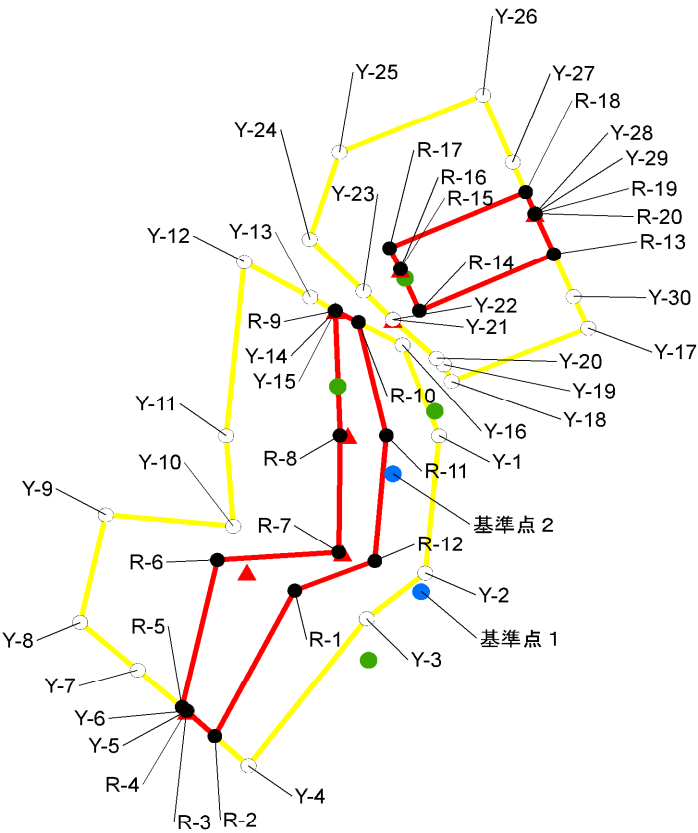 Y-26
Y-25
Y-27
R-18
Y-24
R-17
Y-28
R-16
Y-29
Y-23
R-15
R-19
R-20
Y-12
Y-13
R-13
R-14
R-9
Y-22
Y-30
Y-14
Y-21
Y-17
Y-15
Y-20
R-10
Y-19
Y-11
Y-18
Y-16
R-8
Y-10
R-11
Y-1
Y-9
R-7
基準点2
R-6
R-12
Y-2
R-5
R-1
基準点1
Y-8
Y-3
Y-7
Y-6
Y-5
R-4
Y-4
R-3
R-2